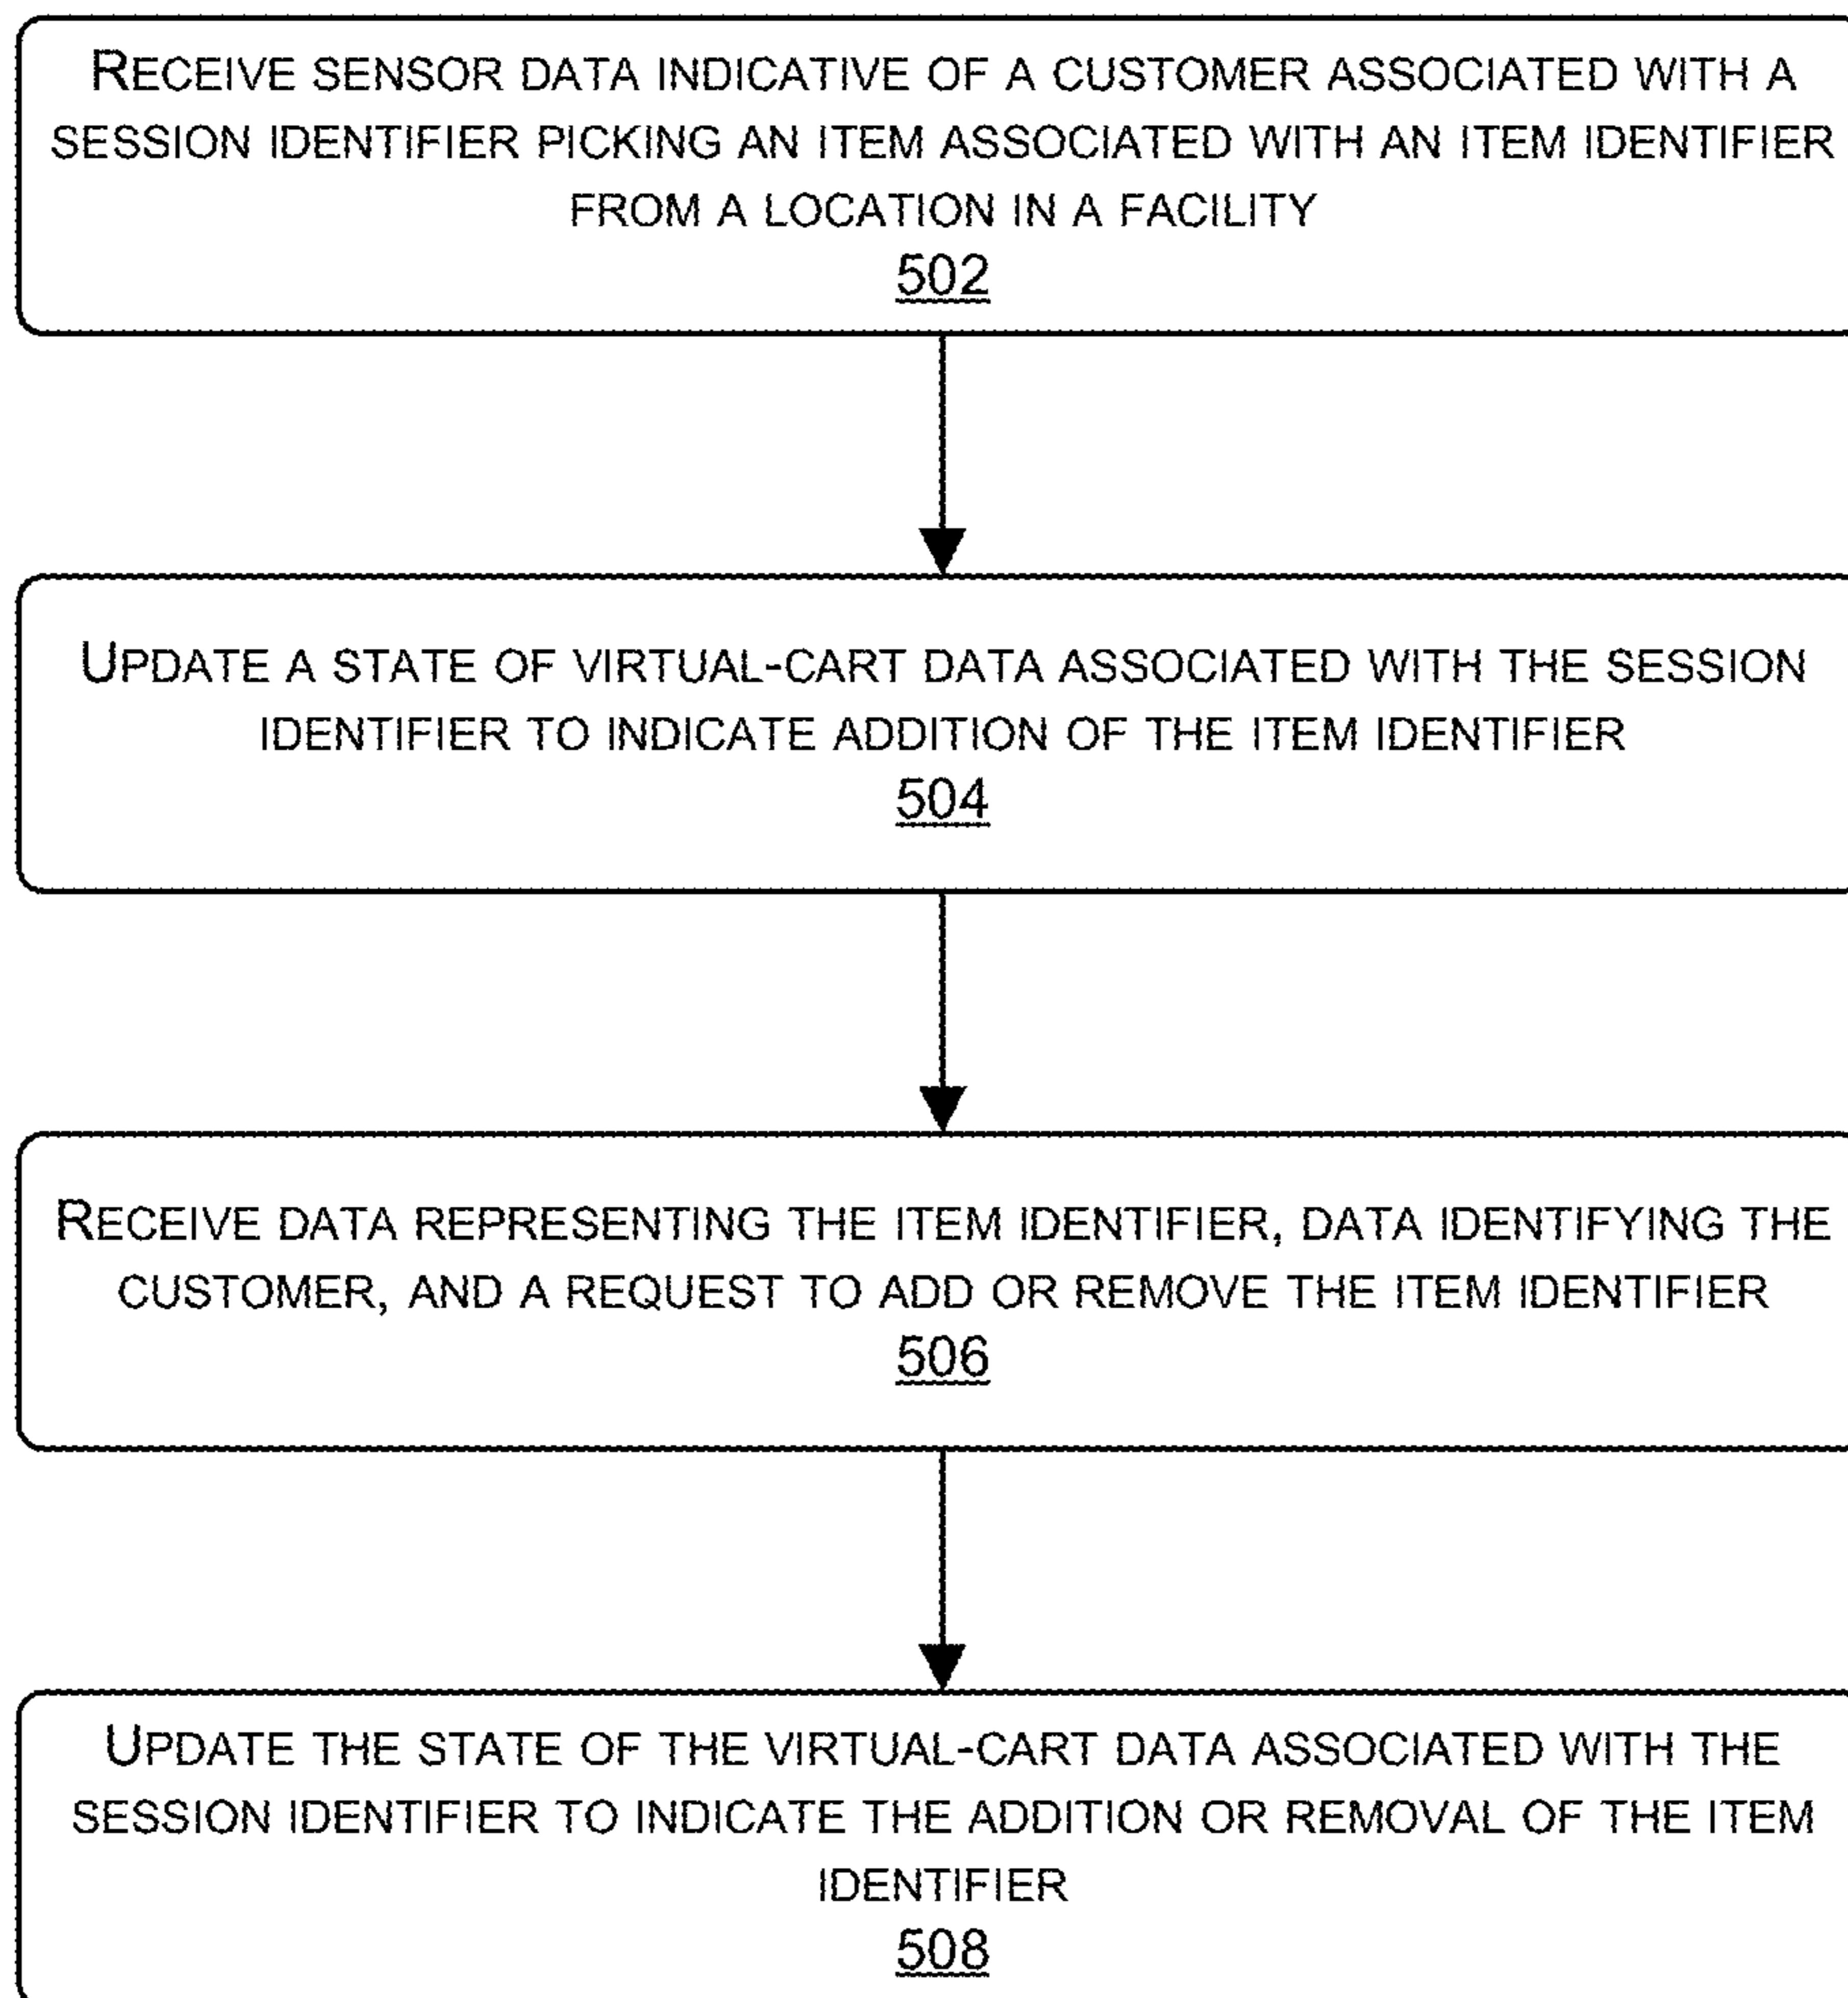 RECEIVE SENSOR DATA INDICATIVE OF A CUSTOMER ASSOCIATED WITH A
SESSION IDENTIFIER PICKING AN ITEM ASSOCIATED WITH AN ITEM IDENTIFIER
FROM A LOCATION IN A FACILITY
502
UPDATE A STATE OF VIRTUAL-CART DATA ASSOCIATED WITH THE SESSION
IDENTIFIER TO INDICATE ADDITION OF THE ITEM IDENTIFIER
504
RECEIVE DATA REPRESENTING THE ITEM IDENTIFIER, DATA IDENTIFYING THE
CUSTOMER, AND A REQUEST TO ADD OR REMOVE THE ITEM IDENTIFIER
506
UPDATE THE STATE OF THE VIRTUAL-CART DATA ASSOCIATED WITH THE
SESSION IDENTIFIER TO INDICATE THE ADDITION OR REMOVAL OF THE ITEM
IDENTIFIER
508